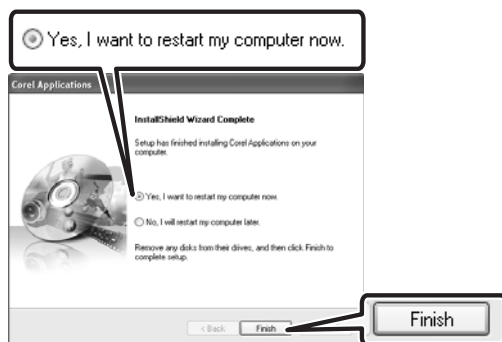 Yes, I want to restart my computer now.
Corel Applications
InstallShield Wizard Complete
Setup has finished installing Corel Applications on your
computer.
Yes, I want to restart my computer now.
No, I will restart my computer later.
Remove any disks from their drives, and then click Finish to
complete setup.
< Back
Finish
Finish